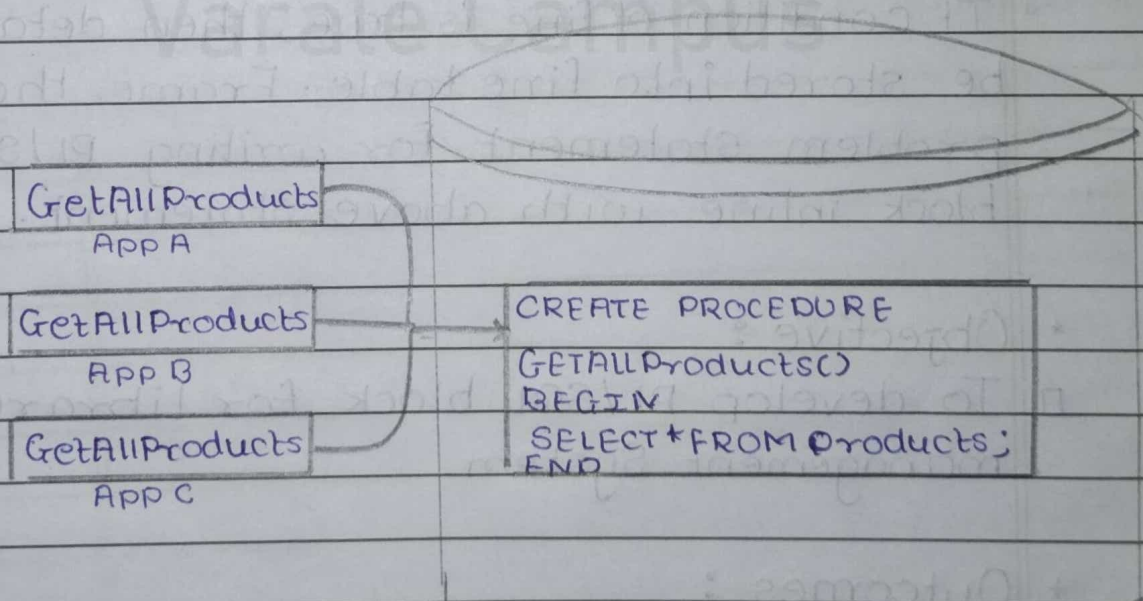 GetAllProducts
App A
GetAllProducts
App B
GetAllProducts
App C
CREATE PROCEDURE
GETAllProducts()
BEGIN
SELECT*FROM Products;
END